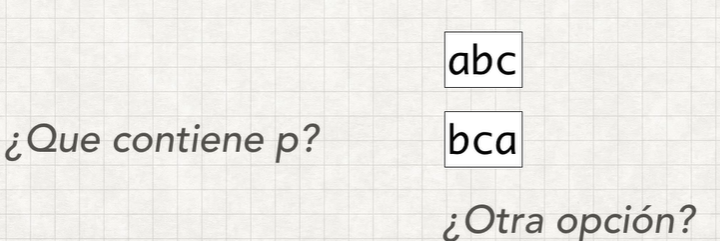 abc
¿Que contiene p?
bca
¿Otra opción?